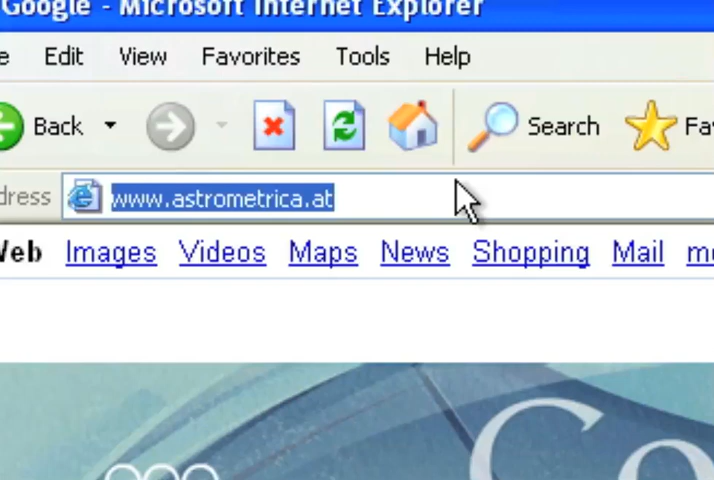 Google - Microsoft Internet Explorer
Edit View Favorites Tools Help
Back Search
www.astrometrica.at
Web Images Videos Maps News Shopping Mail